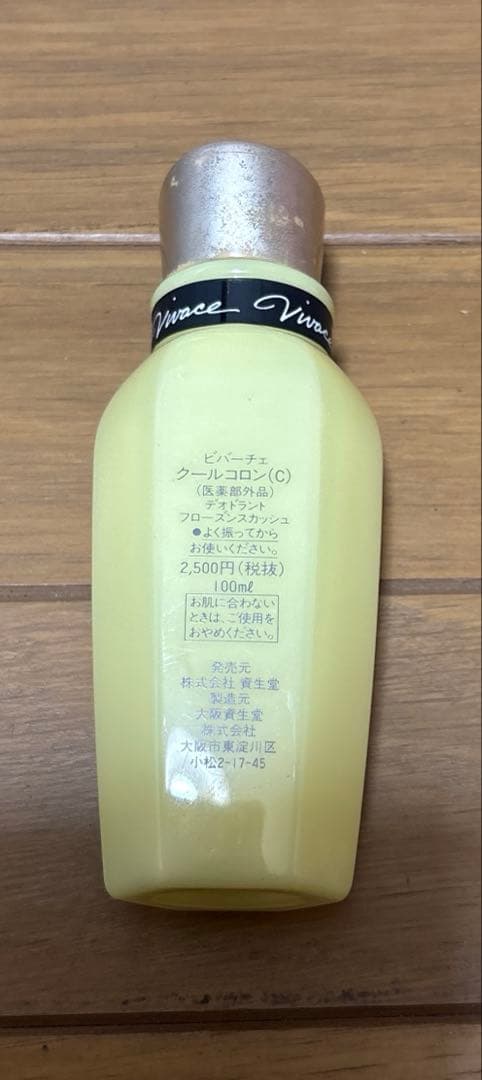 Vivace Vivace
ビバーチェ
クールコロン(C)
(医薬部外品)
デオドラント
フローズンスカッシュ
●よく振ってから
お使いください。
2,500円(税抜)
100ml
お肌に合わない
ときは、ご使用を
おやめください。
発売元
株式会社 資生堂
製造元
大阪資生堂
株式会社
大阪市東淀川区
小松2-17-45